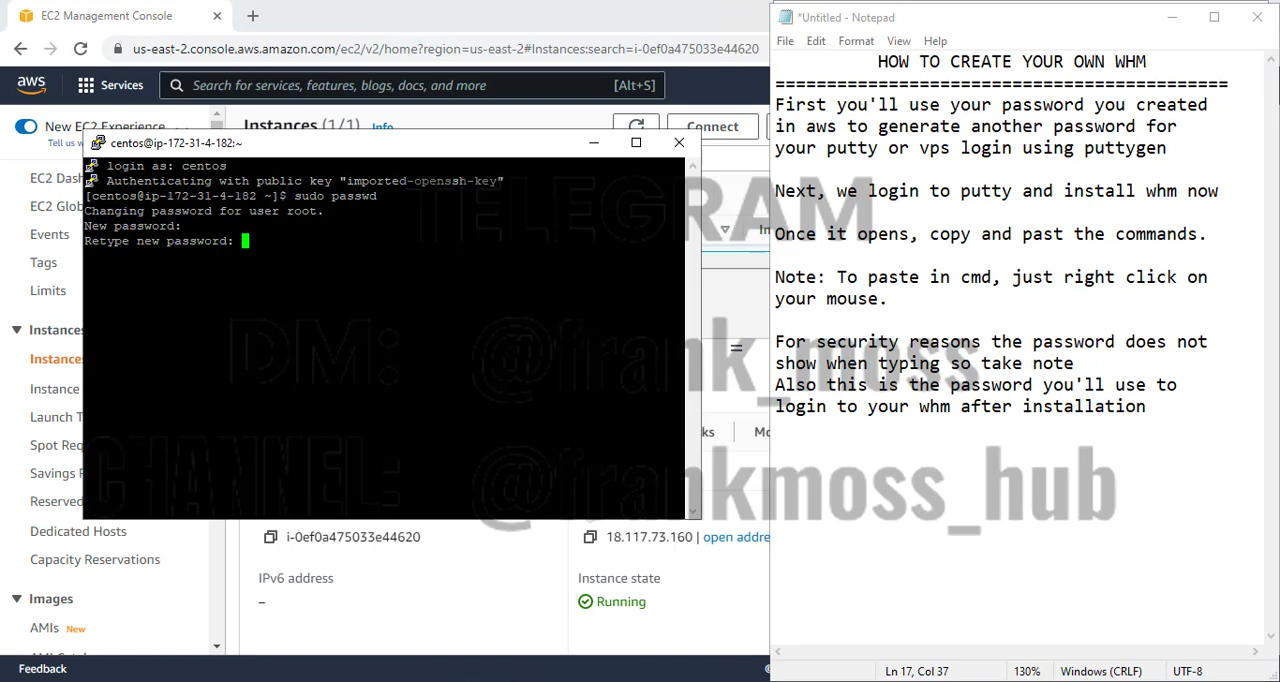 EC2 Management Console
*Untitled - Notepad
us-east-2.console.aws.amazon.com/ec2/v2/home?region=us-east-2#Instances:search=i-0ef0a475033e44620
File Edit Format View Help
aws
Services
Search for services, features, blogs, docs, and more
[Alt+S]
New EC2 Experience
Tell us
EC2 Dash
EC2 Glob
Events
Tags
Limits
Instances
Instances
Instance
Launch T
Spot Req
Savings
Reserved
Dedicated Hosts
Capacity Reservations
Images
AMIs New
Feedback
Instances (1/1) Info
Connect
centos@ip-172-31-4-182:~
login as: centos
Authenticating with public key "imported-openssh-key"
[centos@ip-172-31-4-182 ~]$ sudo passwd
Changing password for user root.
New password:
Retype new password:
i-0ef0a475033e44620
18.117.73.160 | open addre
IPv6 address
–
Instance state
Running
HOW TO CREATE YOUR OWN WHM
============================================
First you'll use your password you created
in aws to generate another password for
your putty or vps login using puttygen
Next, we login to putty and install whm now
Once it opens, copy and past the commands.
Note: To paste in cmd, just right click on
your mouse.
For security reasons the password does not
show when typing so take note
Also this is the password you'll use to
login to your whm after installation
Ln 17, Col 37
130%
Windows (CRLF)
UTF-8
TELEGRAM
DM: @frank_moss
CHANNEL: @frankmoss_hub